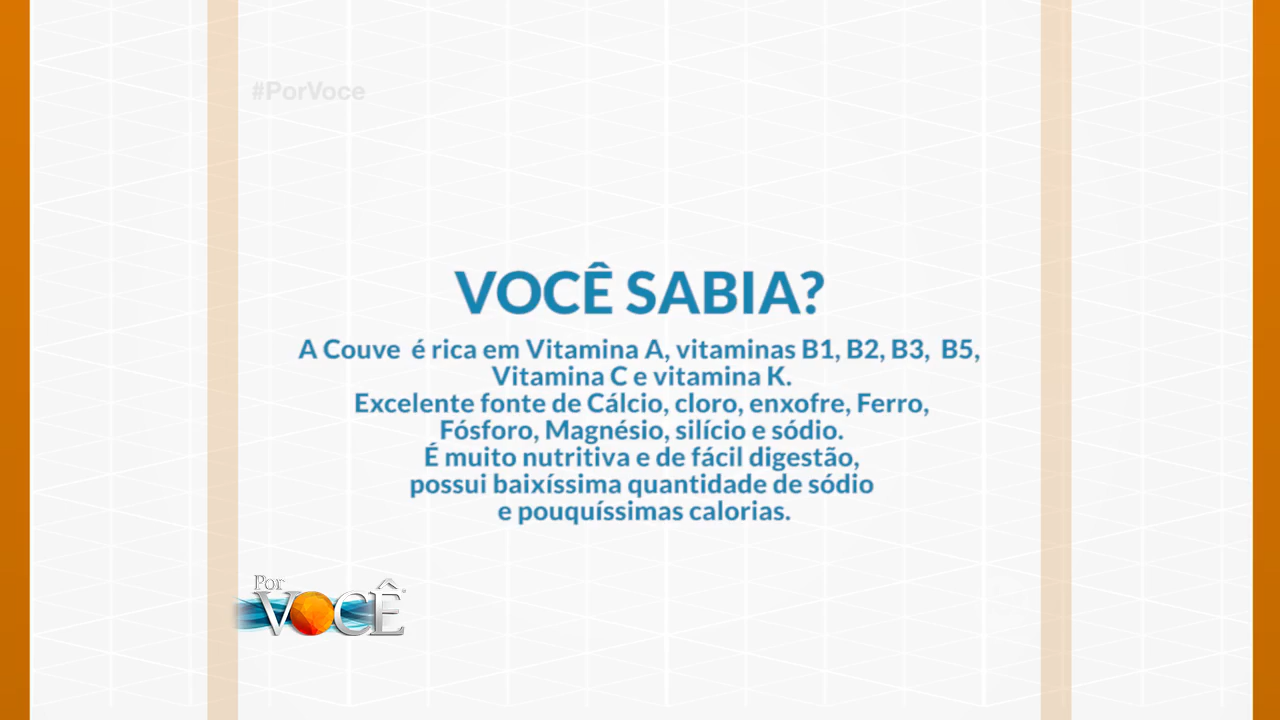 #PorVoce
VOCÊ SABIA?
A Couve  é rica em Vitamina A, vitaminas B1, B2, B3,  B5,
Vitamina C e vitamina K.
Excelente fonte de Cálcio, cloro, enxofre, Ferro,
Fósforo, Magnésio, silício e sódio.
É muito nutritiva e de fácil digestão,
possui baixíssima quantidade de sódio
e pouquíssimas calorias.
Por
VOCÊ